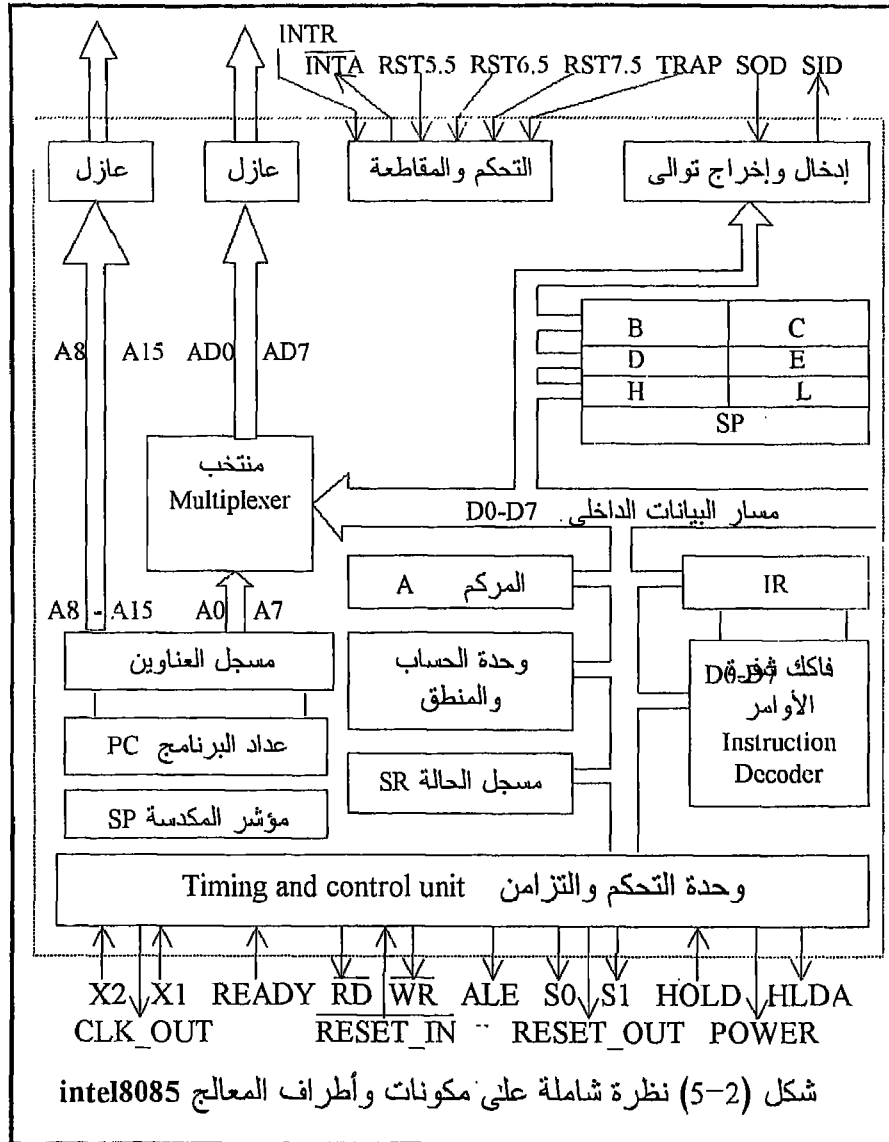 INTR
INTA RST5.5 RST6.5 RST7.5 TRAP SOD SID
عازل
عازل
التحكم والمقاطعة
إدخال وإخراج توالى
B C
D E
H L
SP
A8 A15 AD0 AD7
منتخب
Multiplexer
D0-D7 مسار البيانات الداخلى
المركم A
IR
A8 - A15 A0 A7
مسجل العناوين
وحدة الحساب
والمنطق
فاكك شفرة
D0-D7
الأوامر
Instruction
Decoder
عداد البرنامج PC
مسجل الحالة SR
مؤشر المكدسة SP
Timing and control unit وحدة التحكم والتزامن
X2 X1 READY RD WR ALE S0 S1 HOLD HLDA
CLK_OUT RESET_IN RESET_OUT POWER
شكل (2-5) نظرة شاملة على مكونات وأطراف المعالج intel8085